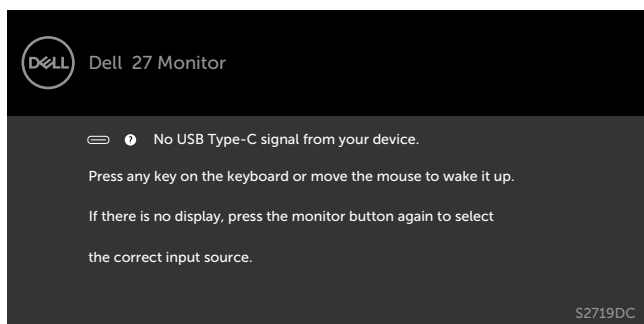 DELL
Dell 27 Monitor
? No USB Type-C signal from your device.
Press any key on the keyboard or move the mouse to wake it up.
If there is no display, press the monitor button again to select
the correct input source.
S2719DC